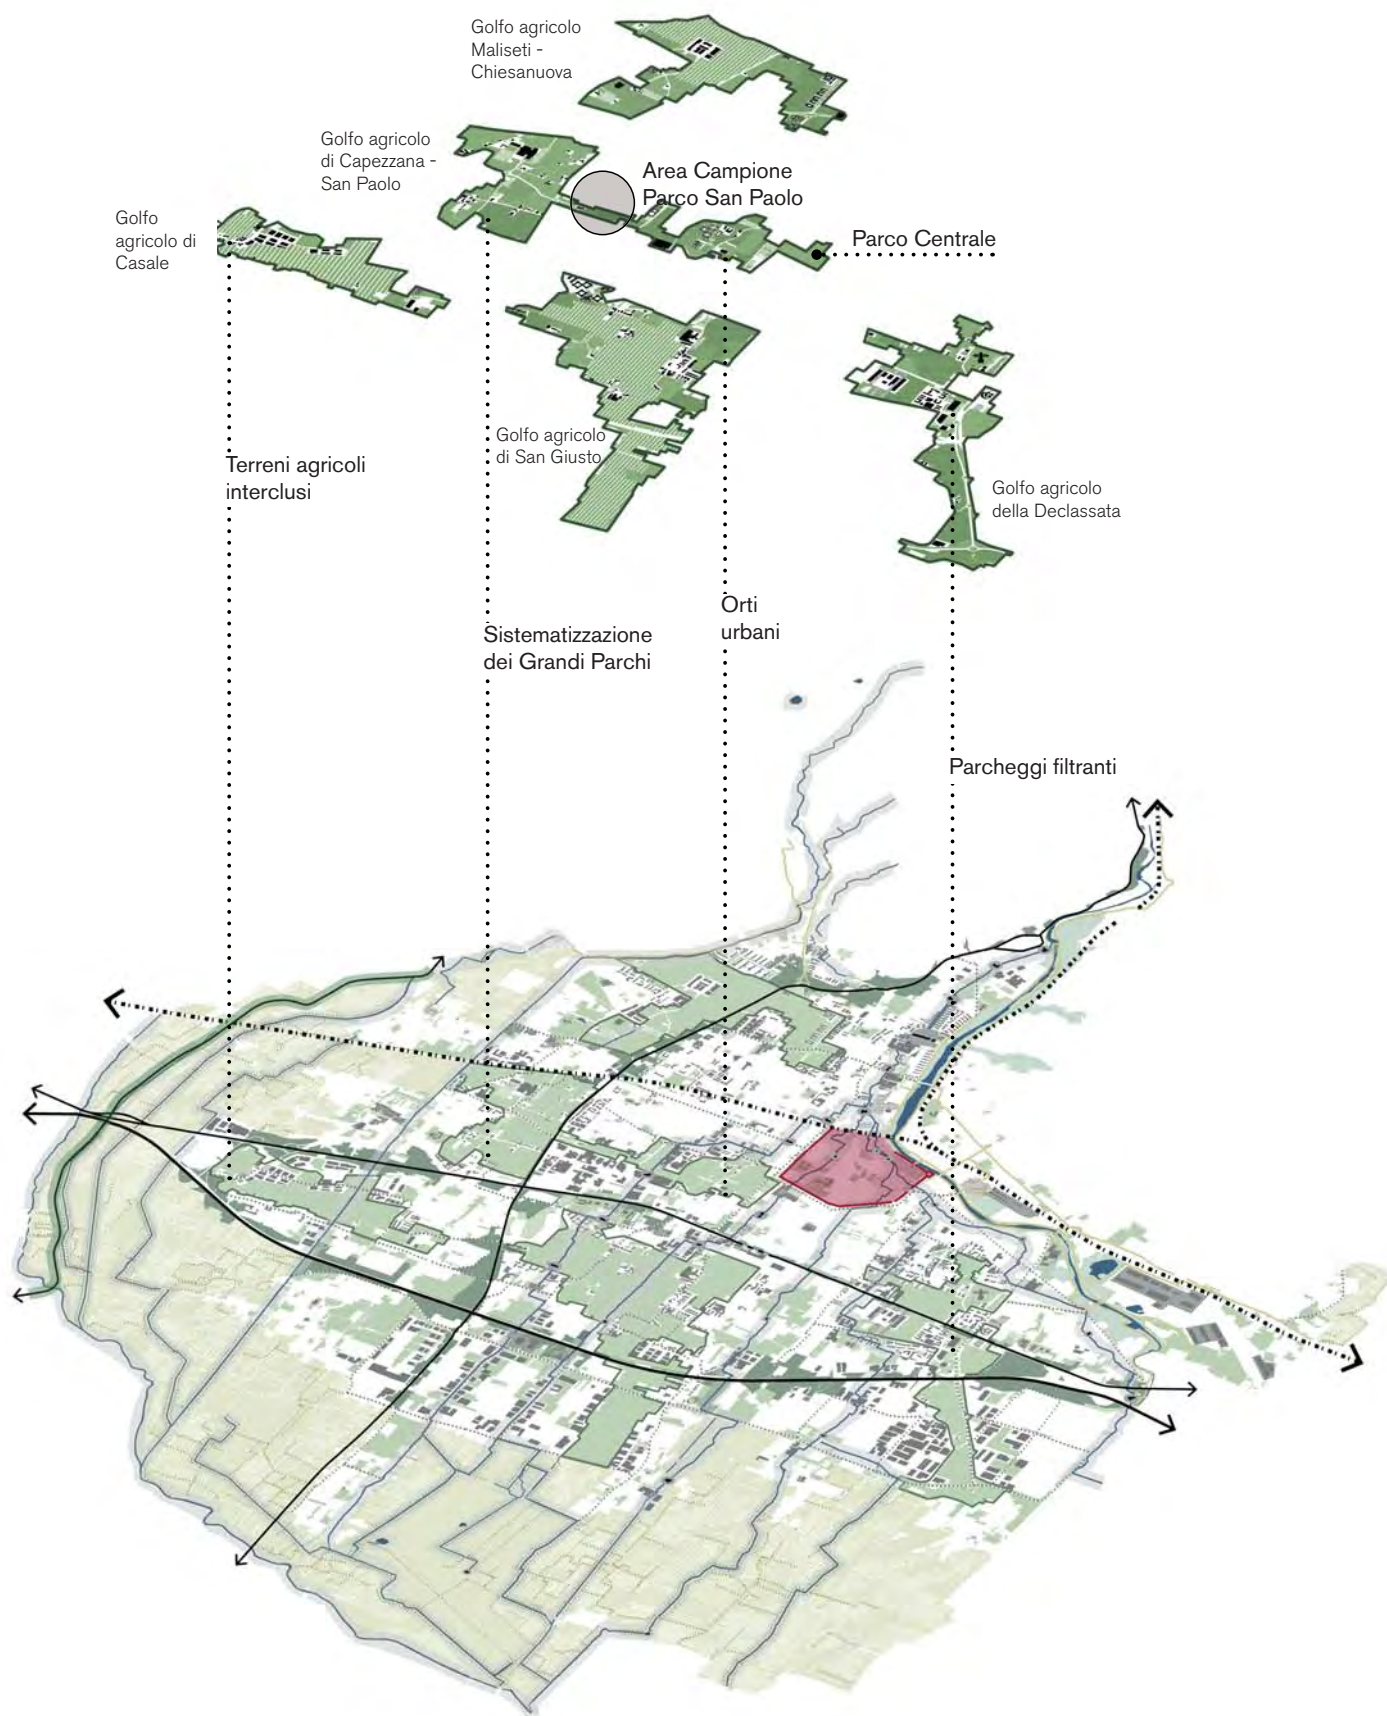 Golfo agricolo
Maliseti -
Chiesanuova
Golfo agricolo
di Capezzana -
San Paolo
Area Campione
Parco San Paolo
Golfo
agricolo di
Casale
Parco Centrale
Golfo agricolo
di San Giusto
Terreni agricoli
interclusi
Golfo agricolo
della Declassata
Orti
urbani
Sistematizzazione
dei Grandi Parchi
Parcheggi filtranti